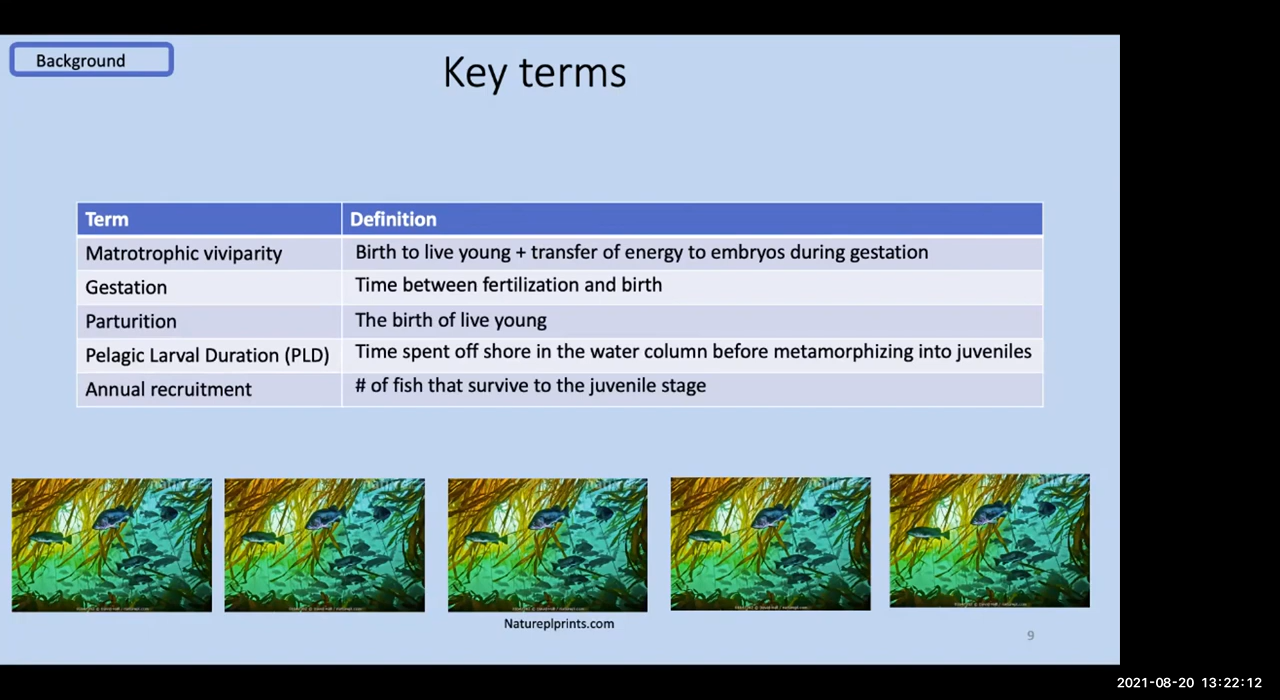 Background
Key terms
Term Definition
Matrotrophic viviparity Birth to live young + transfer of energy to embryos during gestation
Gestation Time between fertilization and birth
Parturition The birth of live young
Pelagic Larval Duration (PLD) Time spent off shore in the water column before metamorphizing into juveniles
Annual recruitment # of fish that survive to the juvenile stage
Natureplprints.com
9
2021-08-20 13:22:12